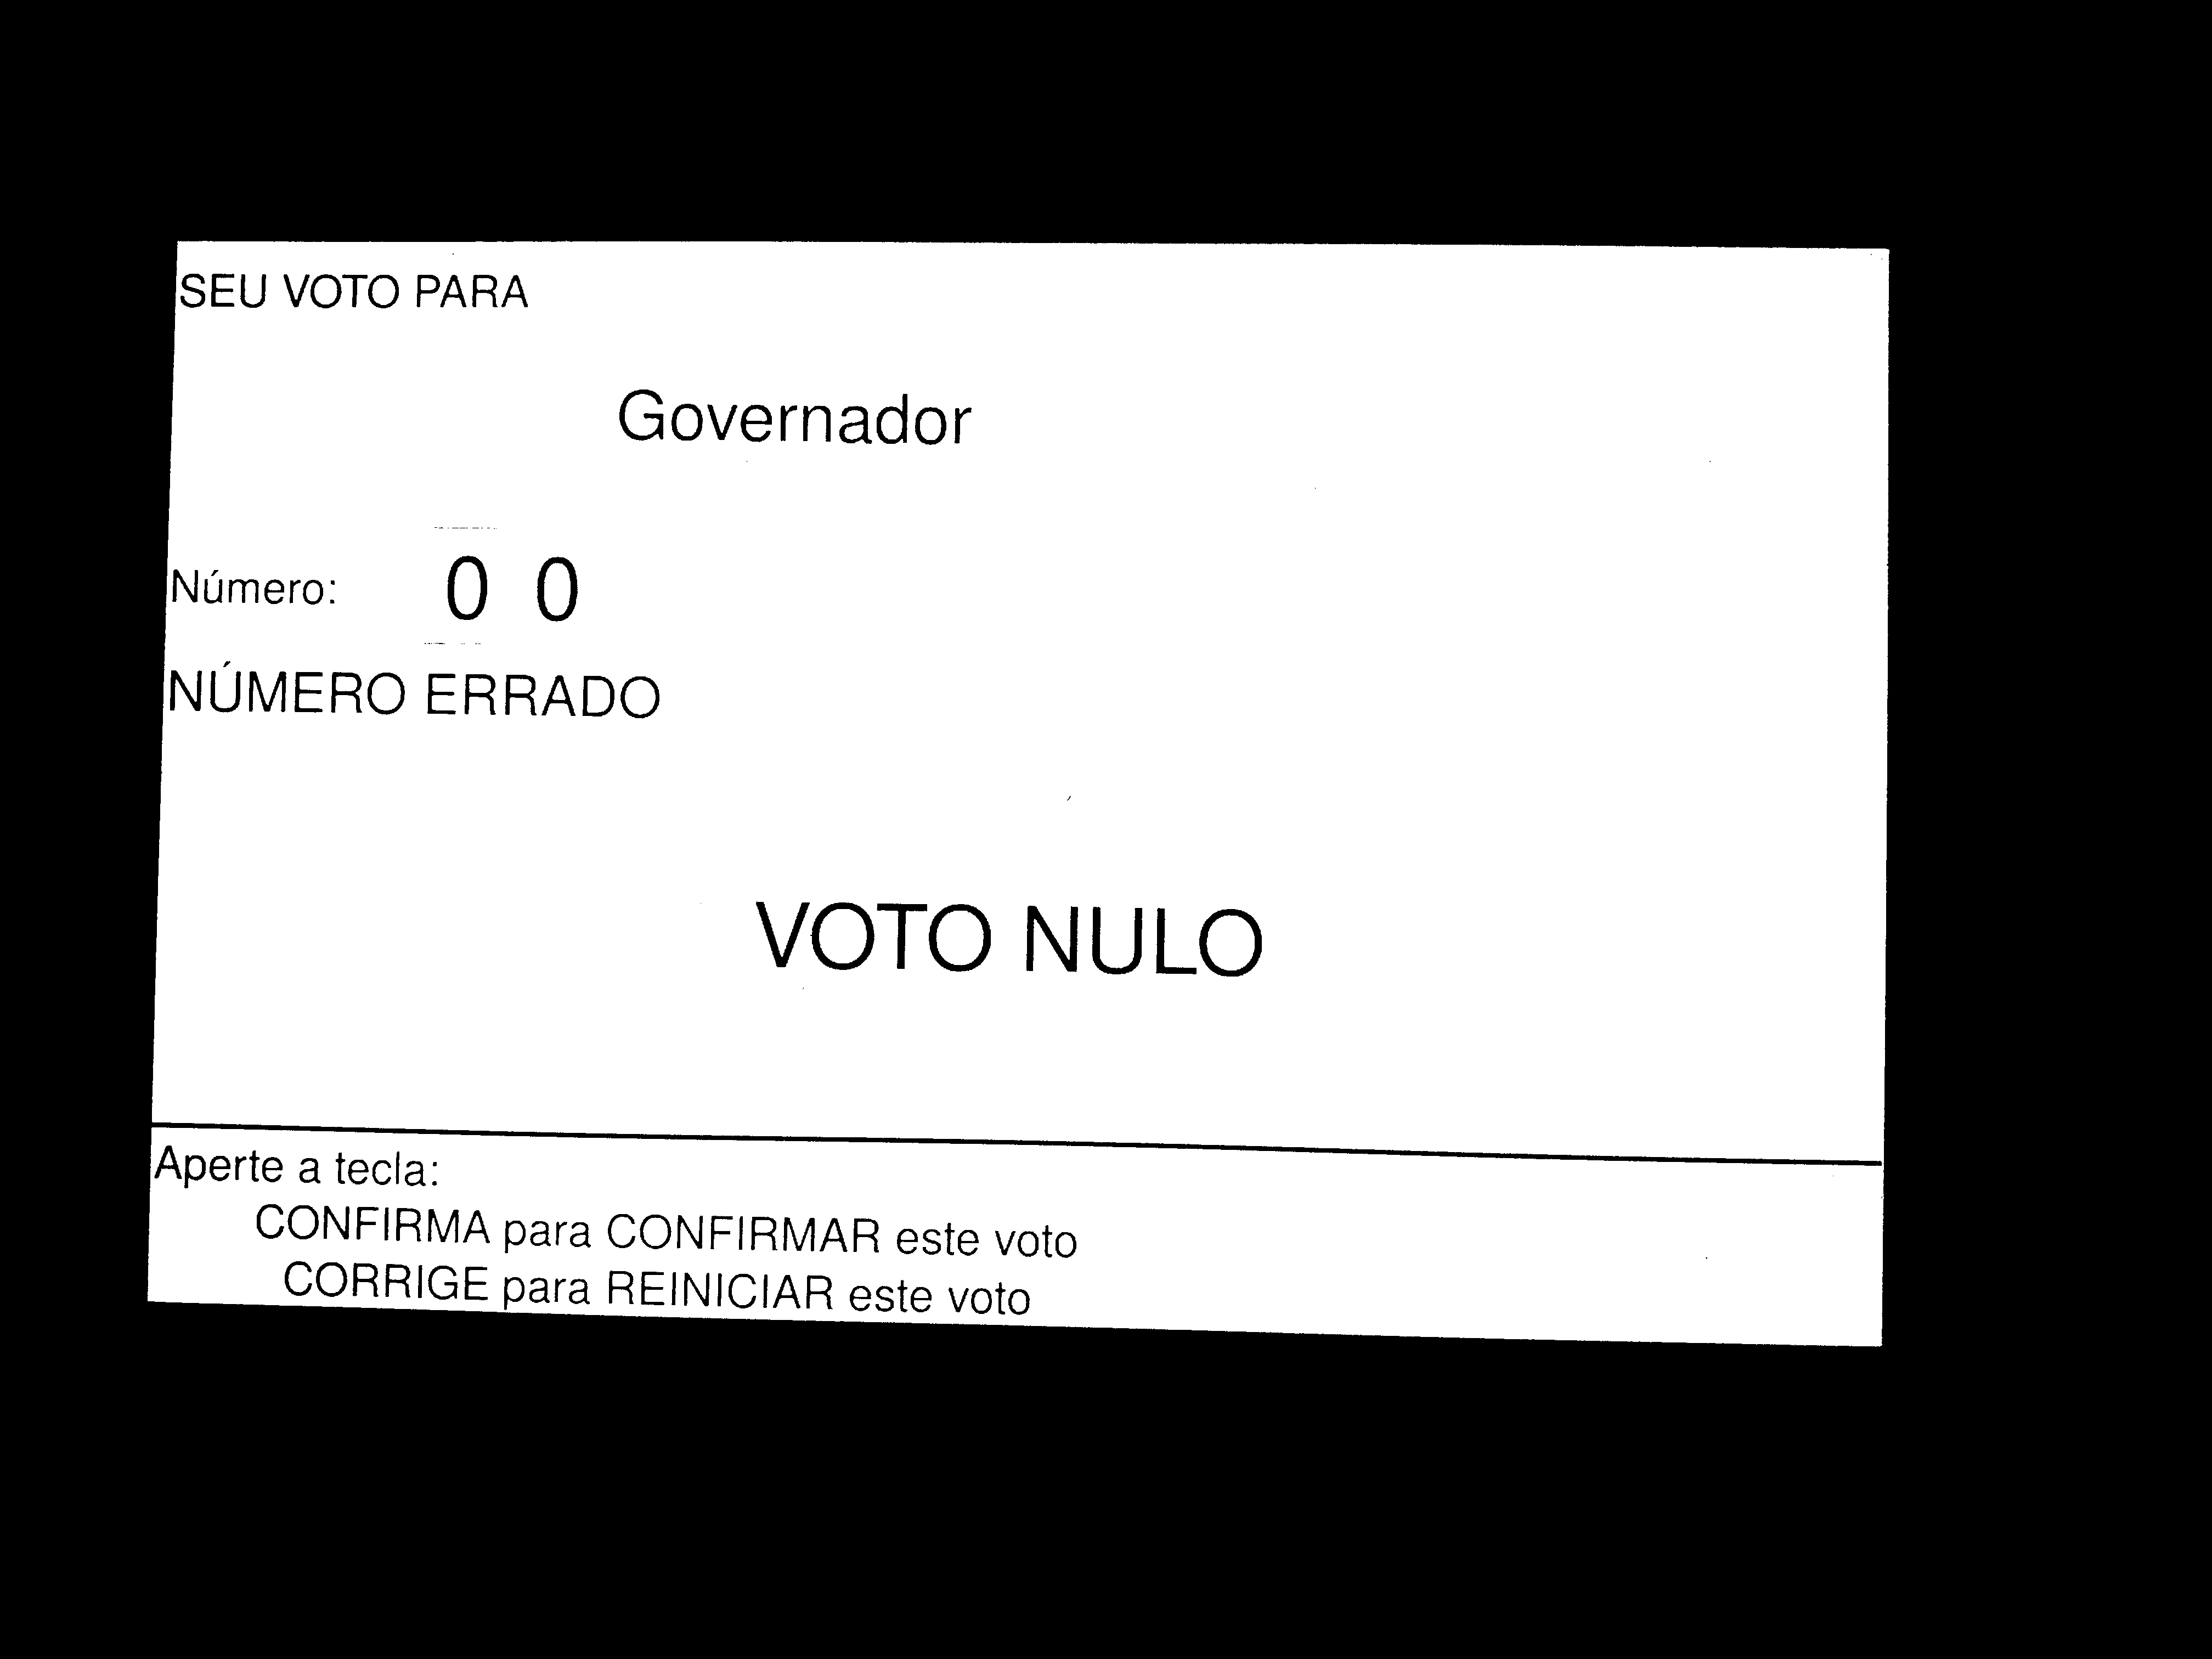 SEU VOTO PARA
Governador
Número: 0 0
NÚMERO ERRADO
VOTO NULO
Aperte a tecla:
CONFIRMA para CONFIRMAR este voto
CORRIGE para REINICIAR este voto